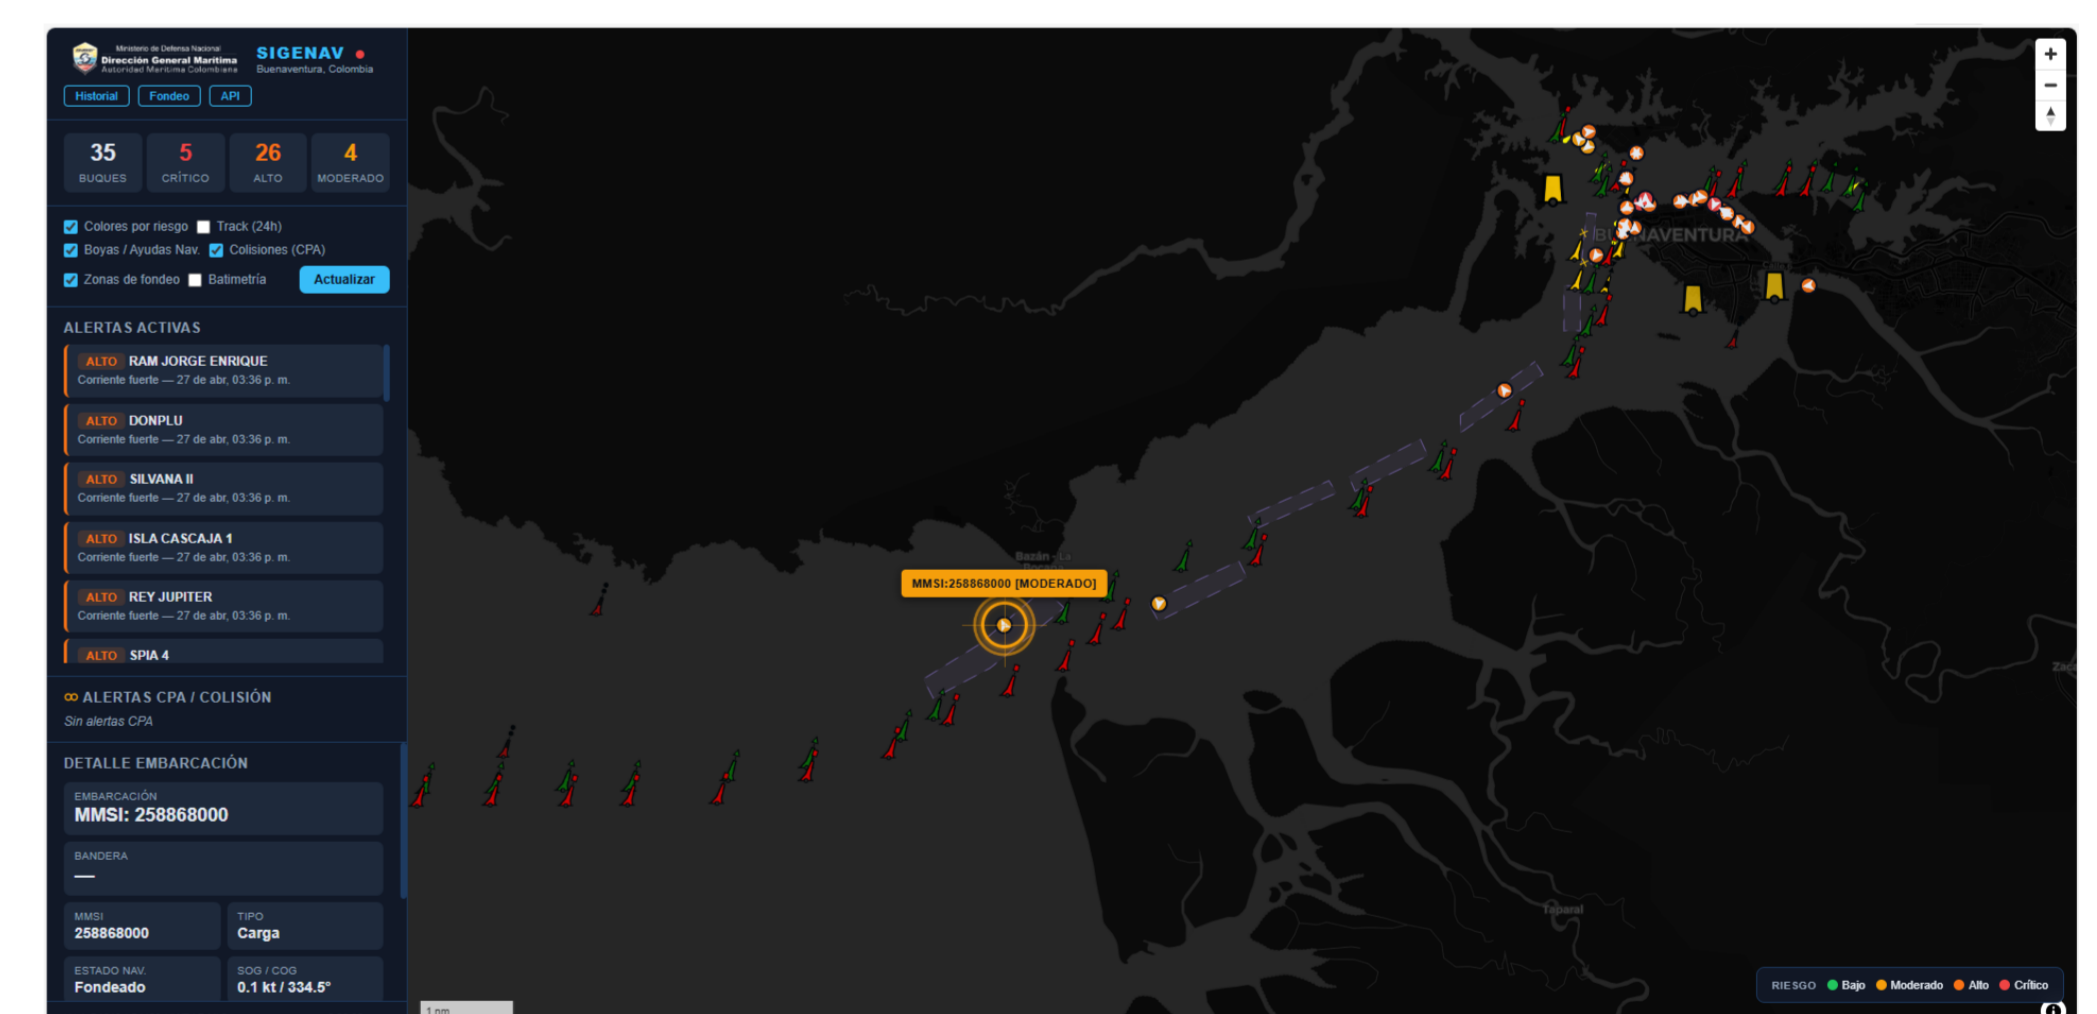 Ministerio de Defensa Nacional
Dirección General Marítima
Autoridad Marítima Colombiana
SIGENAV
Buenaventura, Colombia
Historial
Fondeo
API
35
BUQUES
5
CRÍTICO
26
ALTO
4
MODERADO
Colores por riesgo
Track (24h)
Boyas / Ayudas Nav.
Colisiones (CPA)
Zonas de fondeo
Batimetría
Actualizar
ALERTAS ACTIVAS
ALTO RAM JORGE ENRIQUE
Corriente fuerte — 27 de abr, 03:36 p. m.
ALTO DONPLU
Corriente fuerte — 27 de abr, 03:36 p. m.
ALTO SILVANA II
Corriente fuerte — 27 de abr, 03:36 p. m.
ALTO ISLA CASCAJA 1
Corriente fuerte — 27 de abr, 03:36 p. m.
ALTO REY JUPITER
Corriente fuerte — 27 de abr, 03:36 p. m.
ALTO SPIA 4
ALERTAS CPA / COLISIÓN
Sin alertas CPA
DETALLE EMBARCACIÓN
EMBARCACIÓN
MMSI: 258868000
BANDERA
—
MMSI
258868000
TIPO
Carga
ESTADO NAV.
Fondeado
SOG / COG
0.1 kt / 334.5°
BUENAVENTURA
Bazán - La
Bocana
MMSI:258868000 [MODERADO]
Taparal
1 nm
RIESGO Bajo Moderado Alto Crítico